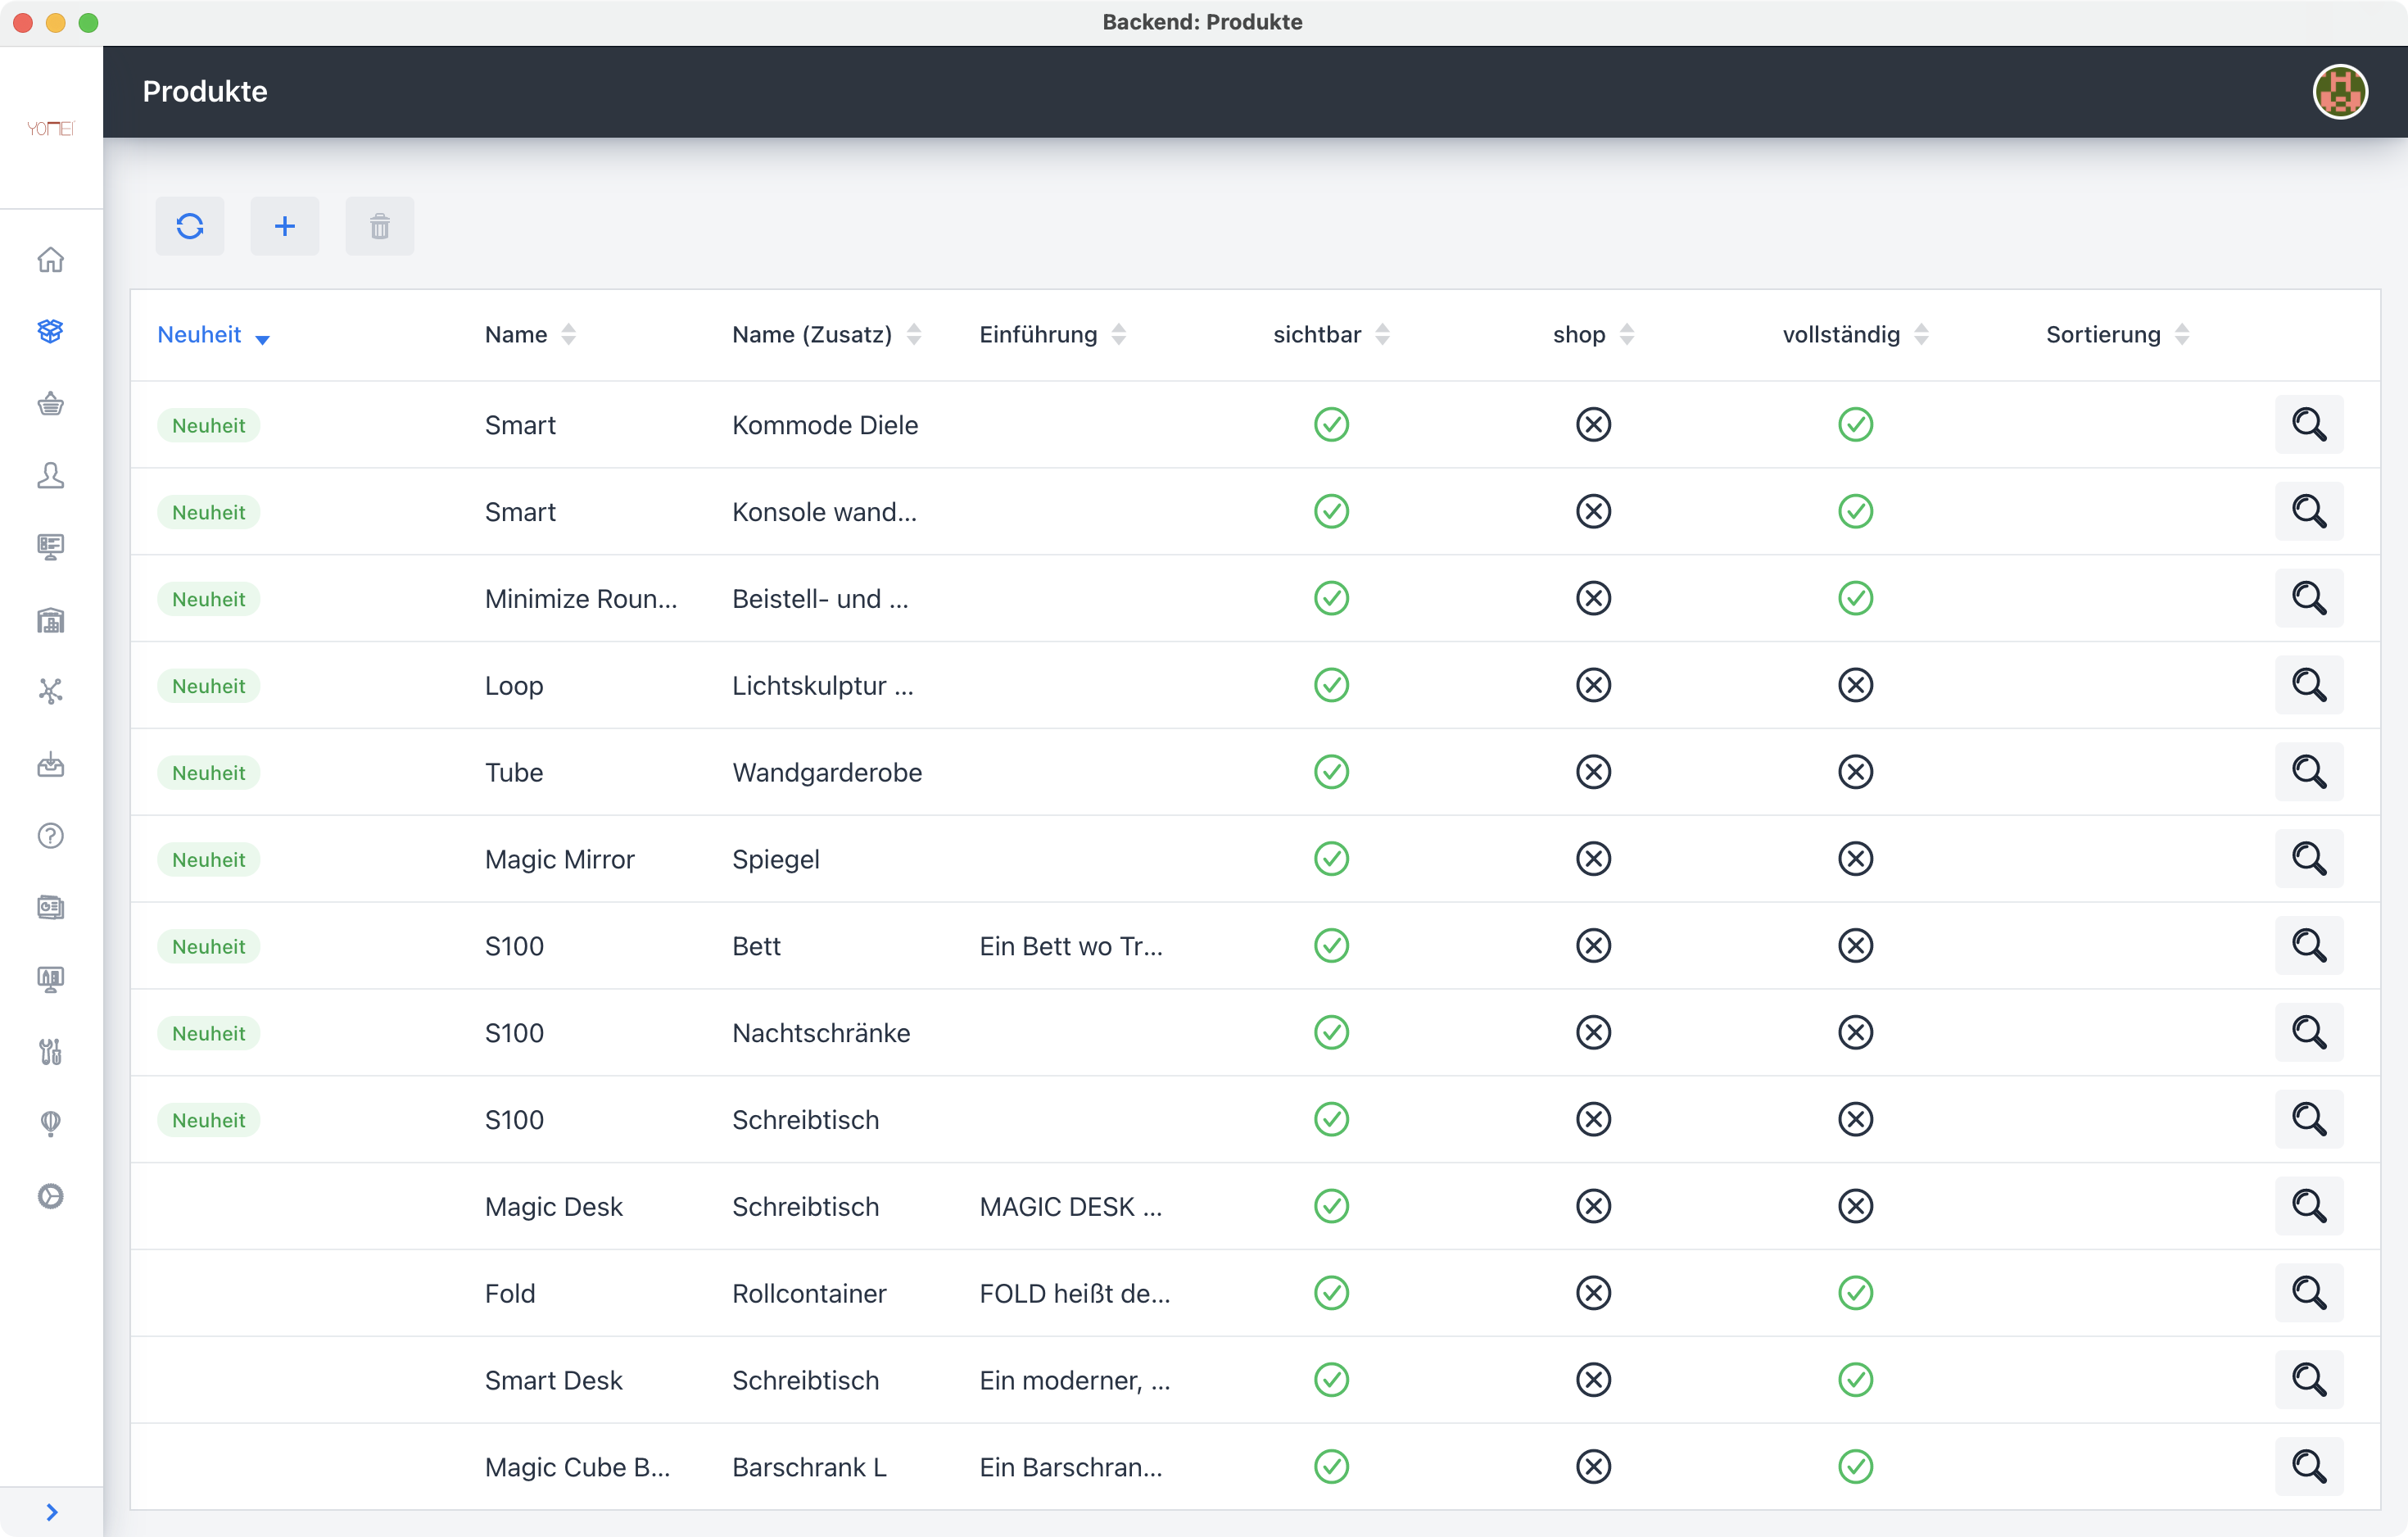 Backend: Produkte
YOMEI
Produkte
Neuheit Name Name (Zusatz) Einführung sichtbar shop vollständig Sortierung
Neuheit Smart Kommode Diele
Neuheit Smart Konsole wand...
Neuheit Minimize Roun... Beistell- und ...
Neuheit Loop Lichtskulptur ...
Neuheit Tube Wandgarderobe
Neuheit Magic Mirror Spiegel
Neuheit S100 Bett Ein Bett wo Tr...
Neuheit S100 Nachtschränke
Neuheit S100 Schreibtisch
Magic Desk Schreibtisch MAGIC DESK ...
Fold Rollcontainer FOLD heißt de...
Smart Desk Schreibtisch Ein moderner, ...
Magic Cube B... Barschrank L Ein Barschran...